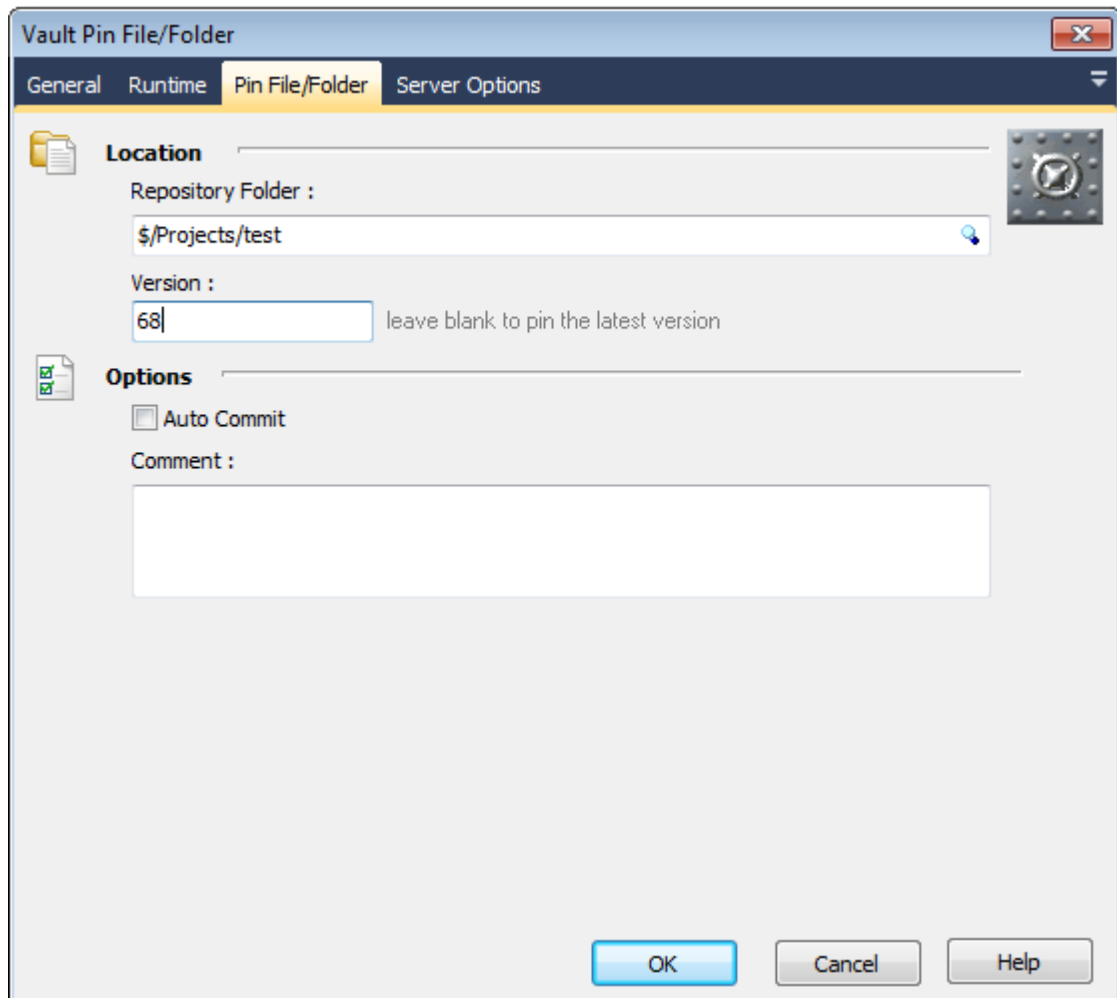 Vault Pin File/Folder
General Runtime Pin File/Folder Server Options
Location
Repository Folder :
$/Projects/test
Version :
68 leave blank to pin the latest version
Options
Auto Commit
Comment :
OK Cancel Help